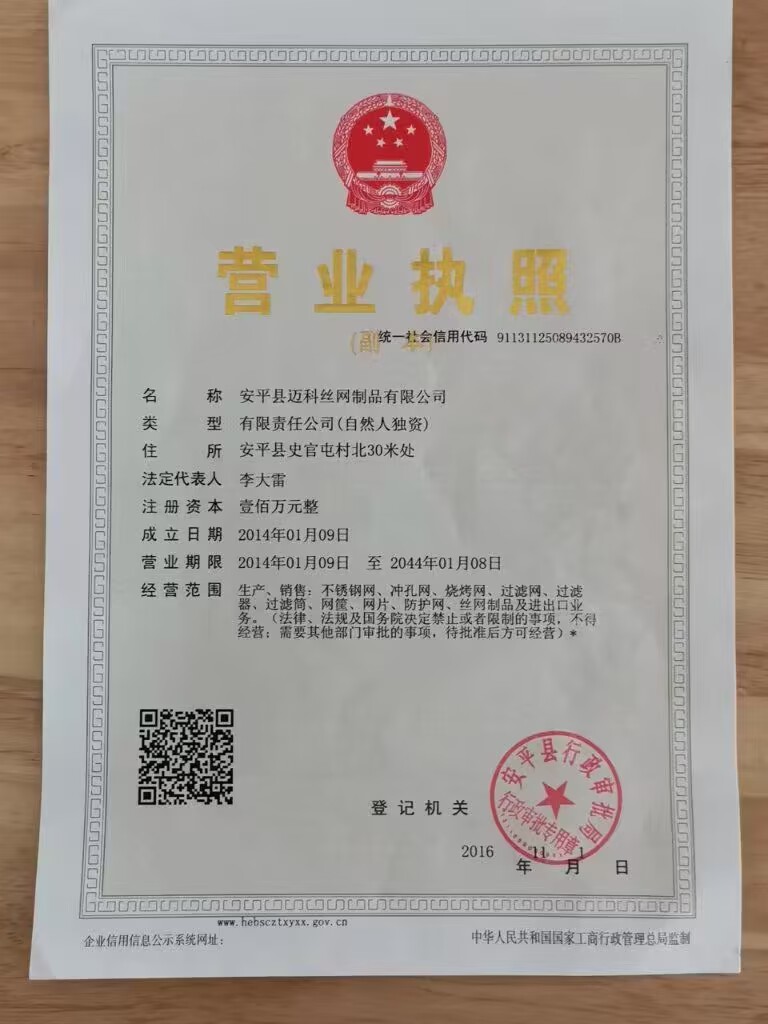 营业执照
(副 本)
统一社会信用代码 91131125089432570B
名 称 安平县迈科丝网制品有限公司
类 型 有限责任公司(自然人独资)
住 所 安平县史官屯村北30米处
法定代表人 李大雷
注册资本 壹佰万元整
成立日期 2014年01月09日
营业期限 2014年01月09日 至 2044年01月08日
经营范围 生产、销售：不锈钢网、冲孔网、烧烤网、过滤网、过滤
器、过滤筒、网筐、网片、防护网、丝网制品及进出口业
务。（法律、法规及国务院决定禁止或者限制的事项，不得
经营；需要其他部门审批的事项，待批准后方可经营）*
安平县行政审批局
行政审批专用章
登记机关
2016年11月1日
www.hebscztxyxx.gov.cn
企业信用信息公示系统网址：
中华人民共和国国家工商行政管理总局监制